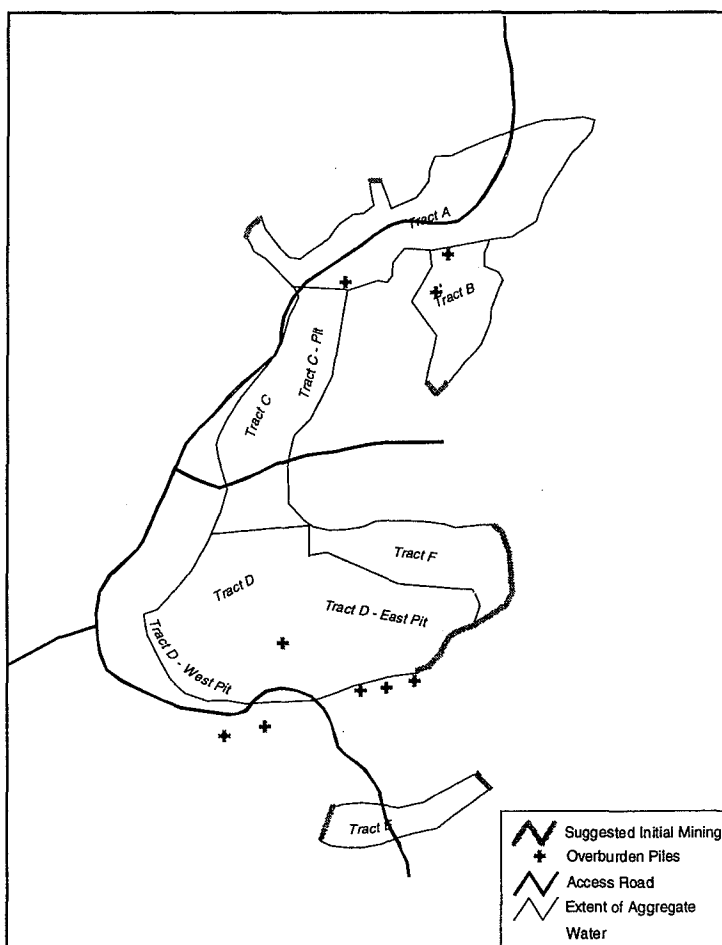 Tract A
Tract B
Tract C - Pit
Tract C
Tract F
Tract D
Tract D - East Pit
Tract D - West Pit
Tract E
Suggested Initial Mining
Overburden Piles
Access Road
Extent of Aggregate
Water